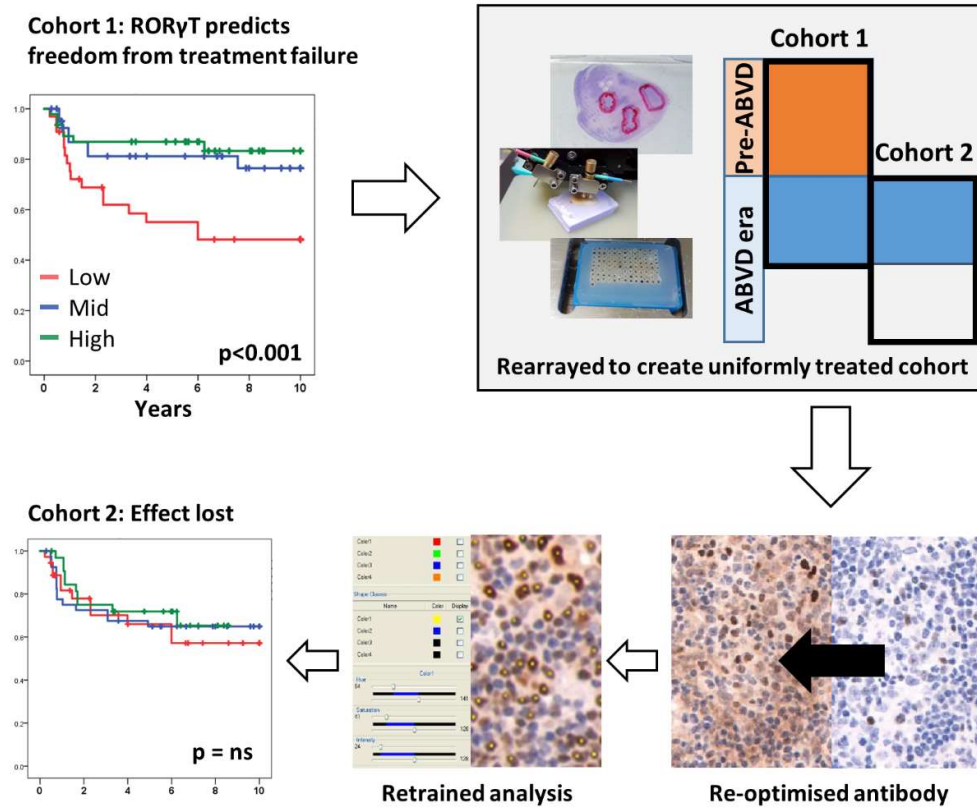 Cohort 1: RORγT predicts
freedom from treatment failure
1.0
0.8
0.6
0.4
0.2
0.0
Low
Mid
High
p<0.001
0 2 4 6 8 10
Years
Cohort 1
Pre-ABVD
Cohort 2
ABVD era
Rearrayed to create uniformly treated cohort
Cohort 2: Effect lost
1.0
0.8
0.6
0.4
0.2
0.0
p = ns
0 2 4 6 8 10
Color1
Color2
Color3
Color4
Shape Classes
Name Color Display
Color1
Color2
Color3
Color4
Color1
Hue
Saturation
Intensity
24
Retrained analysis
Re-optimised antibody